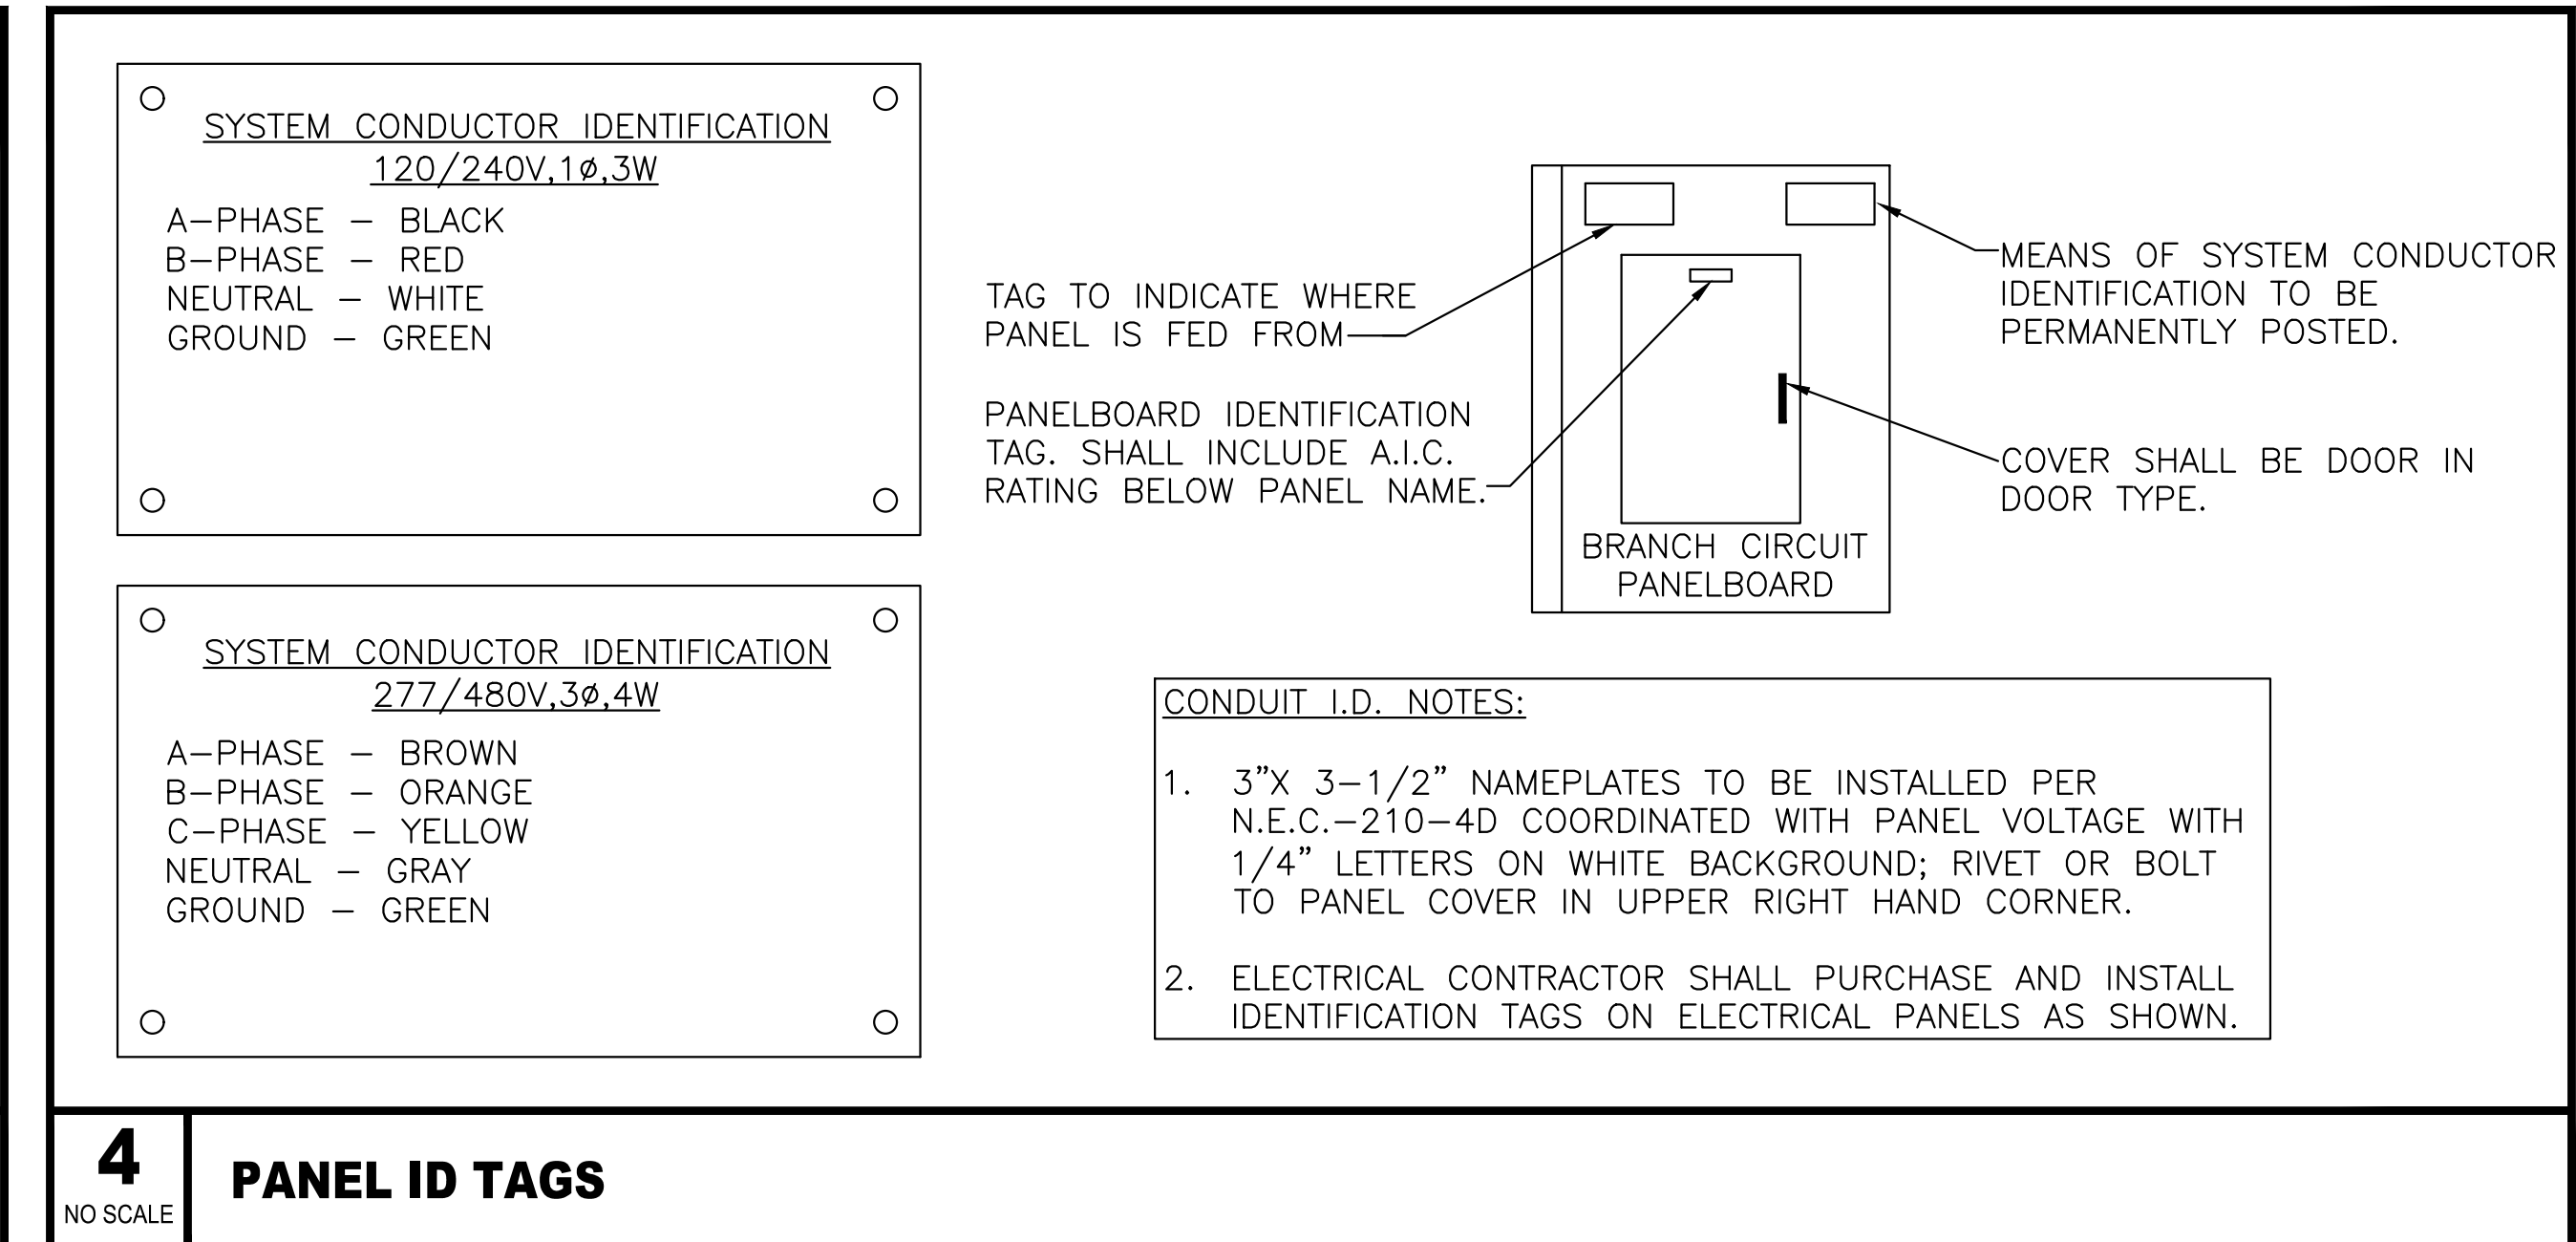 SYSTEM CONDUCTOR IDENTIFICATION
120/240V,1ø,3W
A-PHASE - BLACK
B-PHASE - RED
NEUTRAL - WHITE
GROUND - GREEN
SYSTEM CONDUCTOR IDENTIFICATION
277/480V,3ø,4W
A-PHASE - BROWN
B-PHASE - ORANGE
C-PHASE - YELLOW
NEUTRAL - GRAY
GROUND - GREEN
TAG TO INDICATE WHERE
PANEL IS FED FROM
PANELBOARD IDENTIFICATION
TAG. SHALL INCLUDE A.I.C.
RATING BELOW PANEL NAME.
BRANCH CIRCUIT
PANELBOARD
MEANS OF SYSTEM CONDUCTOR
IDENTIFICATION TO BE
PERMANENTLY POSTED.
COVER SHALL BE DOOR IN
DOOR TYPE.
CONDUIT I.D. NOTES:
1. 3"X 3-1/2" NAMEPLATES TO BE INSTALLED PER
N.E.C.-210-4D COORDINATED WITH PANEL VOLTAGE WITH
1/4" LETTERS ON WHITE BACKGROUND; RIVET OR BOLT
TO PANEL COVER IN UPPER RIGHT HAND CORNER.
2. ELECTRICAL CONTRACTOR SHALL PURCHASE AND INSTALL
IDENTIFICATION TAGS ON ELECTRICAL PANELS AS SHOWN.
4
NO SCALE
PANEL ID TAGS